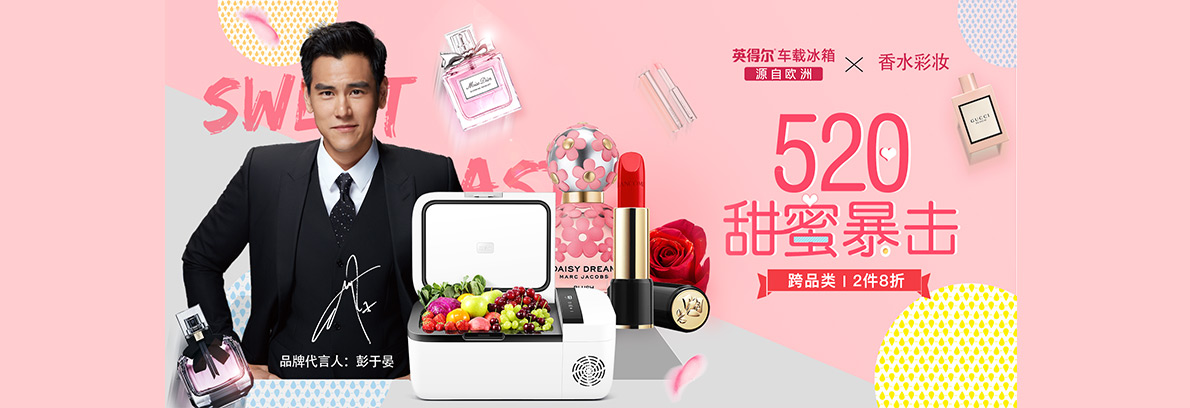 SWEET
Miss Dior
GUCCI
英得尔®车载冰箱
源自欧洲
×
香水彩妆
520
甜蜜暴击
跨品类 | 2件8折
DAISY DREAM
MARC JACOBS
品牌代言人：彭于晏